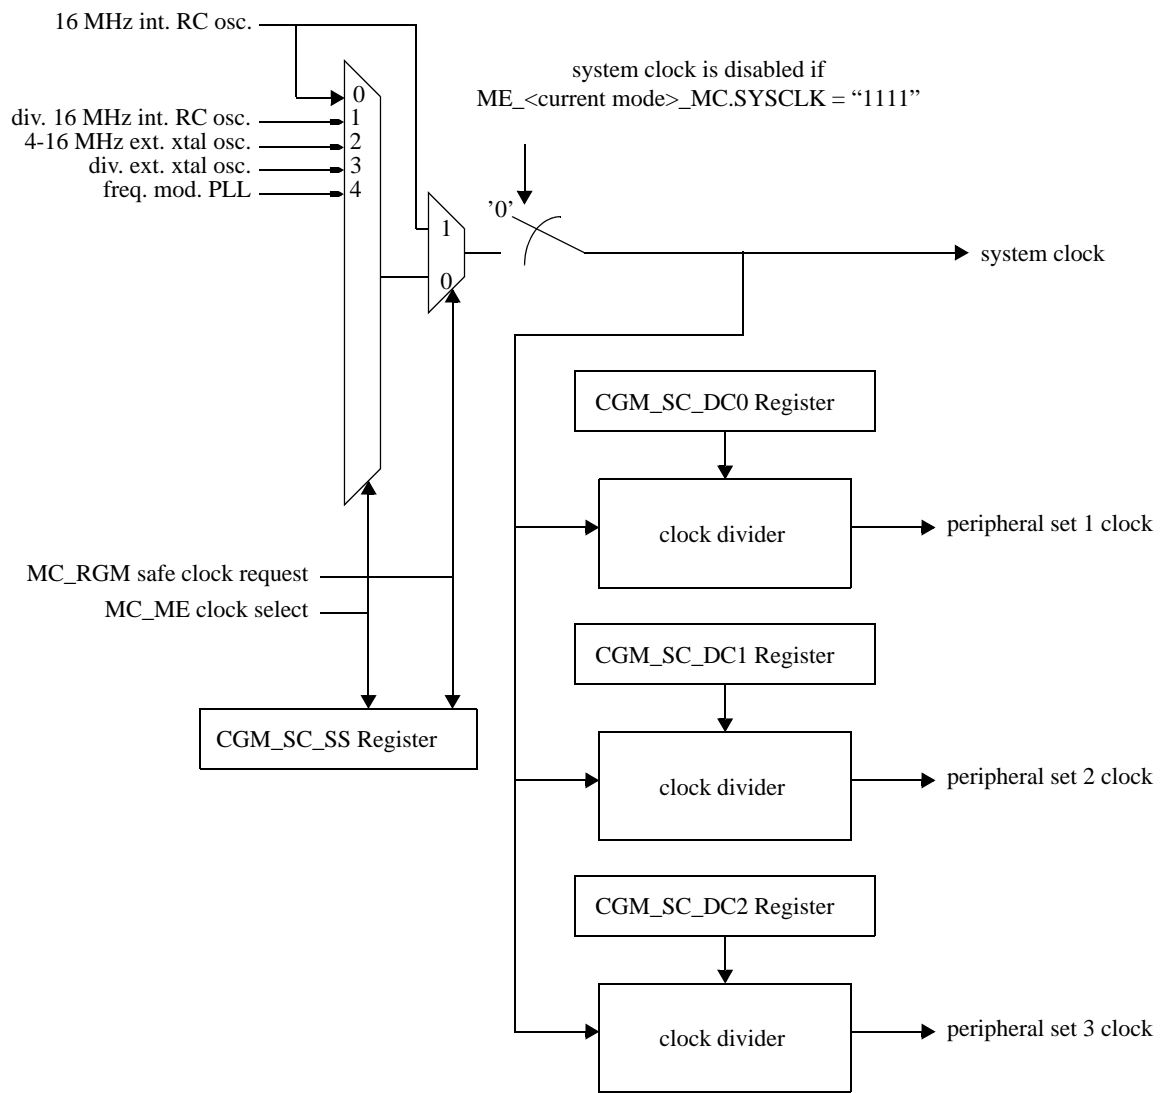 16 MHz int. RC osc.
system clock is disabled if
ME_<current mode>_MC.SYSCLK = “1111”
0
div. 16 MHz int. RC osc.
1
4-16 MHz ext. xtal osc.
2
div. ext. xtal osc.
3
freq. mod. PLL
4
’0’
1
system clock
0
CGM_SC_DC0 Register
clock divider
peripheral set 1 clock
MC_RGM safe clock request
MC_ME clock select
CGM_SC_DC1 Register
CGM_SC_SS Register
clock divider
peripheral set 2 clock
CGM_SC_DC2 Register
clock divider
peripheral set 3 clock